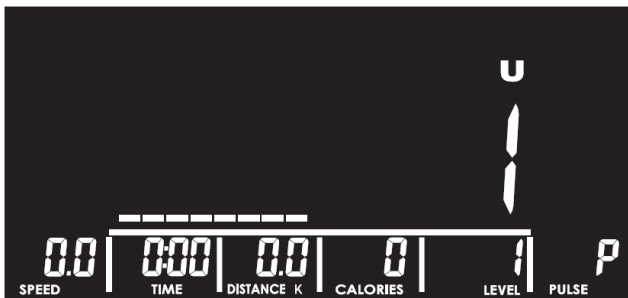 U
1
0.0 0:00 0.0 0 1 P
SPEED TIME DISTANCE K CALORIES LEVEL PULSE